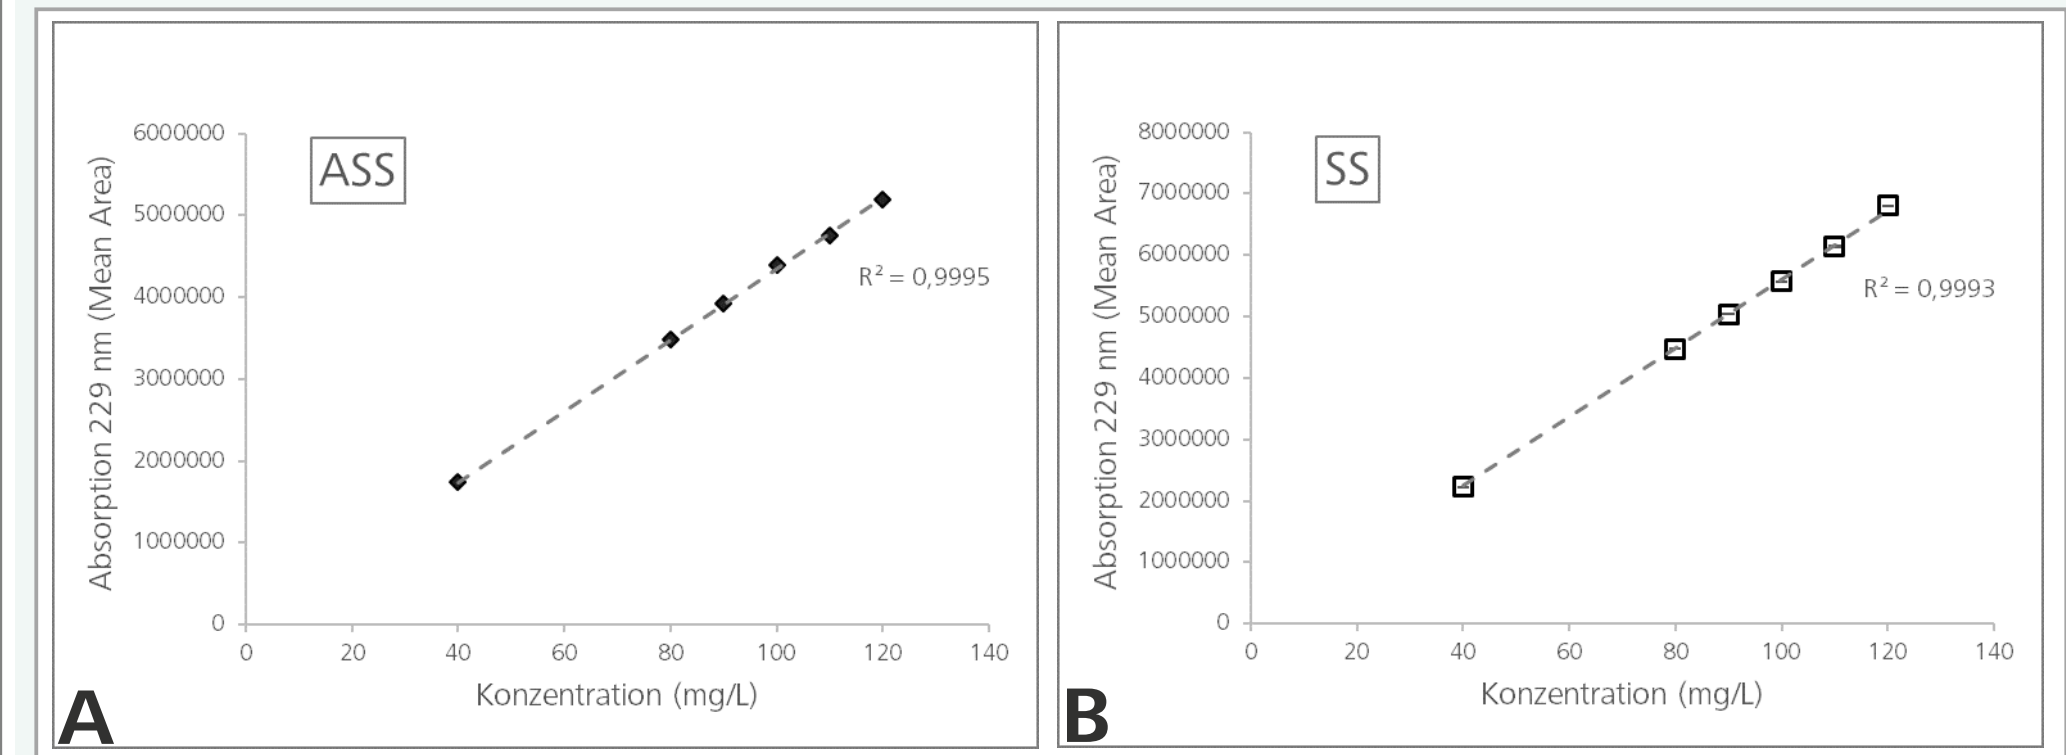 ASS
Absorption 229 nm (Mean Area)
6000000
5000000
4000000
3000000
2000000
1000000
0
R² = 0,9995
0 20 40 60 80 100 120 140
Konzentration (mg/L)
A
SS
Absorption 229 nm (Mean Area)
8000000
7000000
6000000
5000000
4000000
3000000
2000000
1000000
0
R² = 0,9993
0 20 40 60 80 100 120 140
Konzentration (mg/L)
B